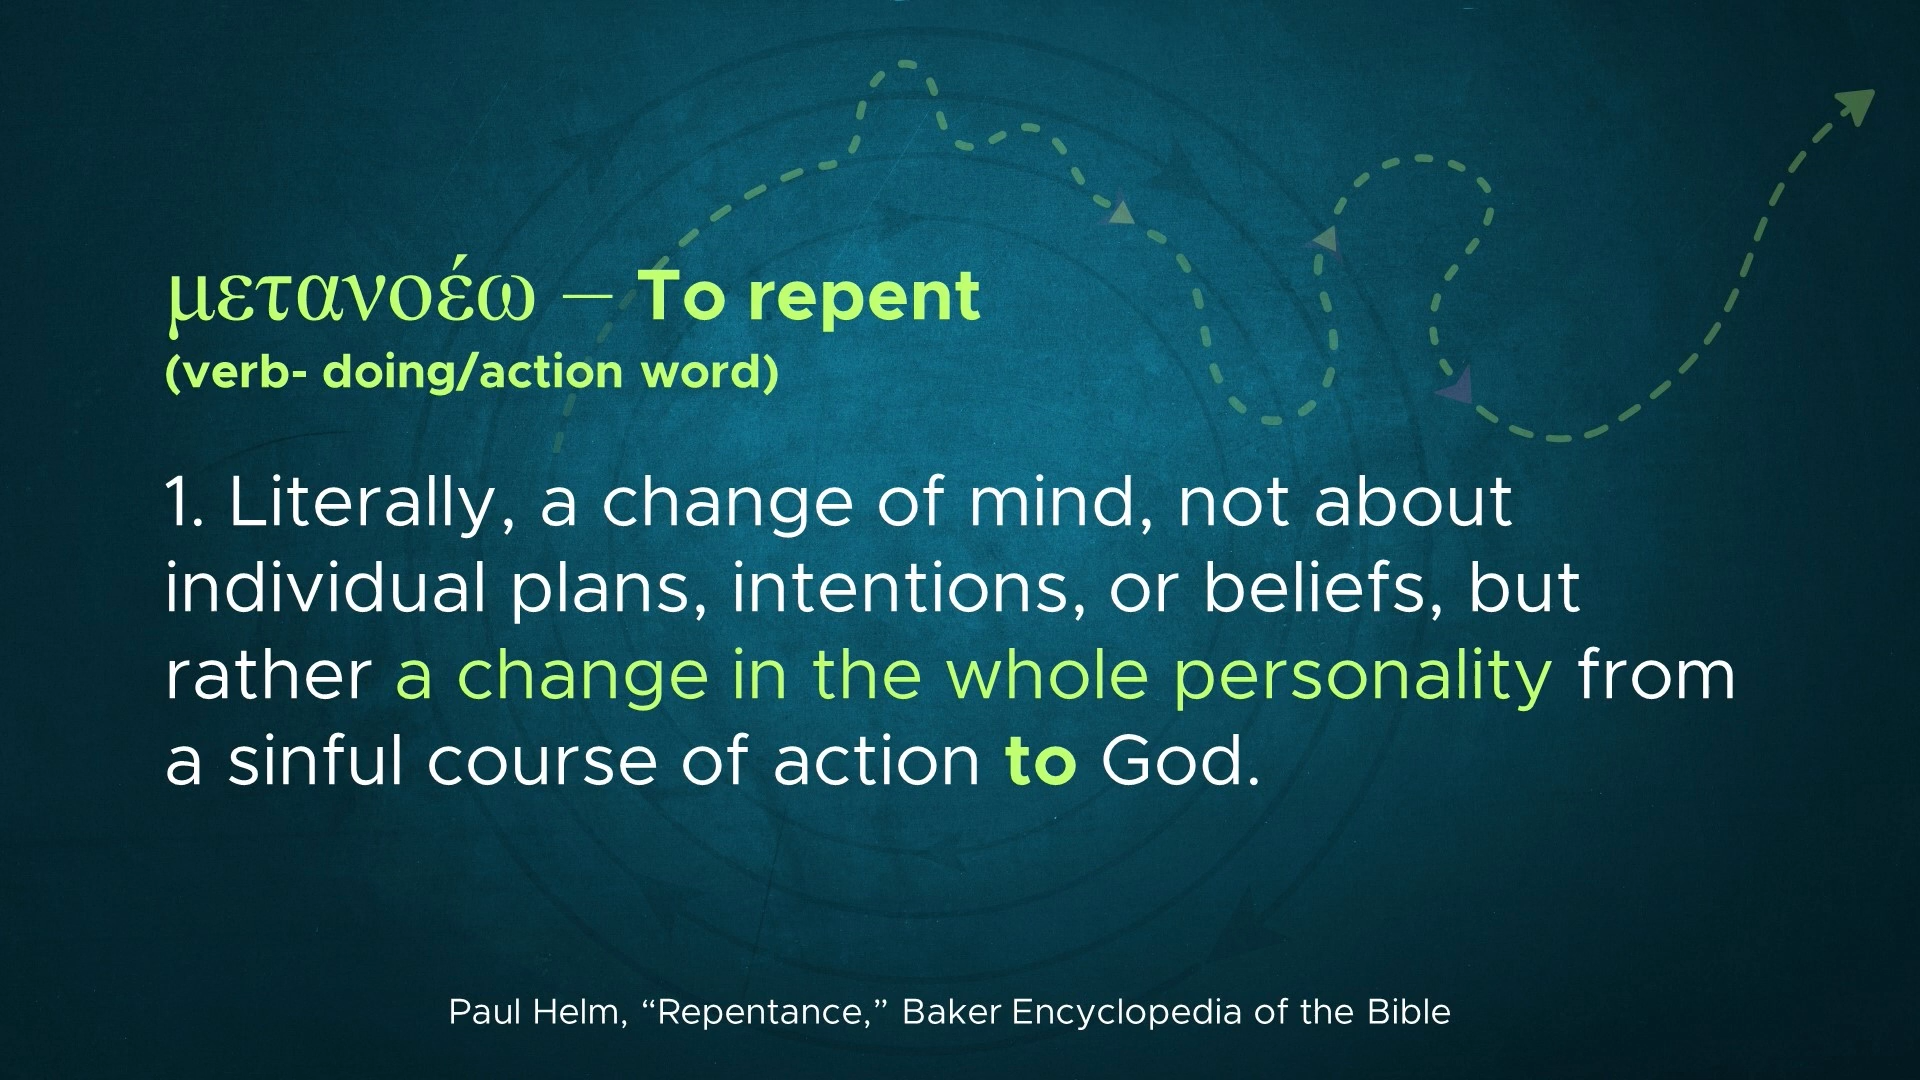 μετανοέω – To repent
(verb- doing/action word)
1. Literally, a change of mind, not about
individual plans, intentions, or beliefs, but
rather a change in the whole personality from
a sinful course of action to God.
Paul Helm, “Repentance,” Baker Encyclopedia of the Bible